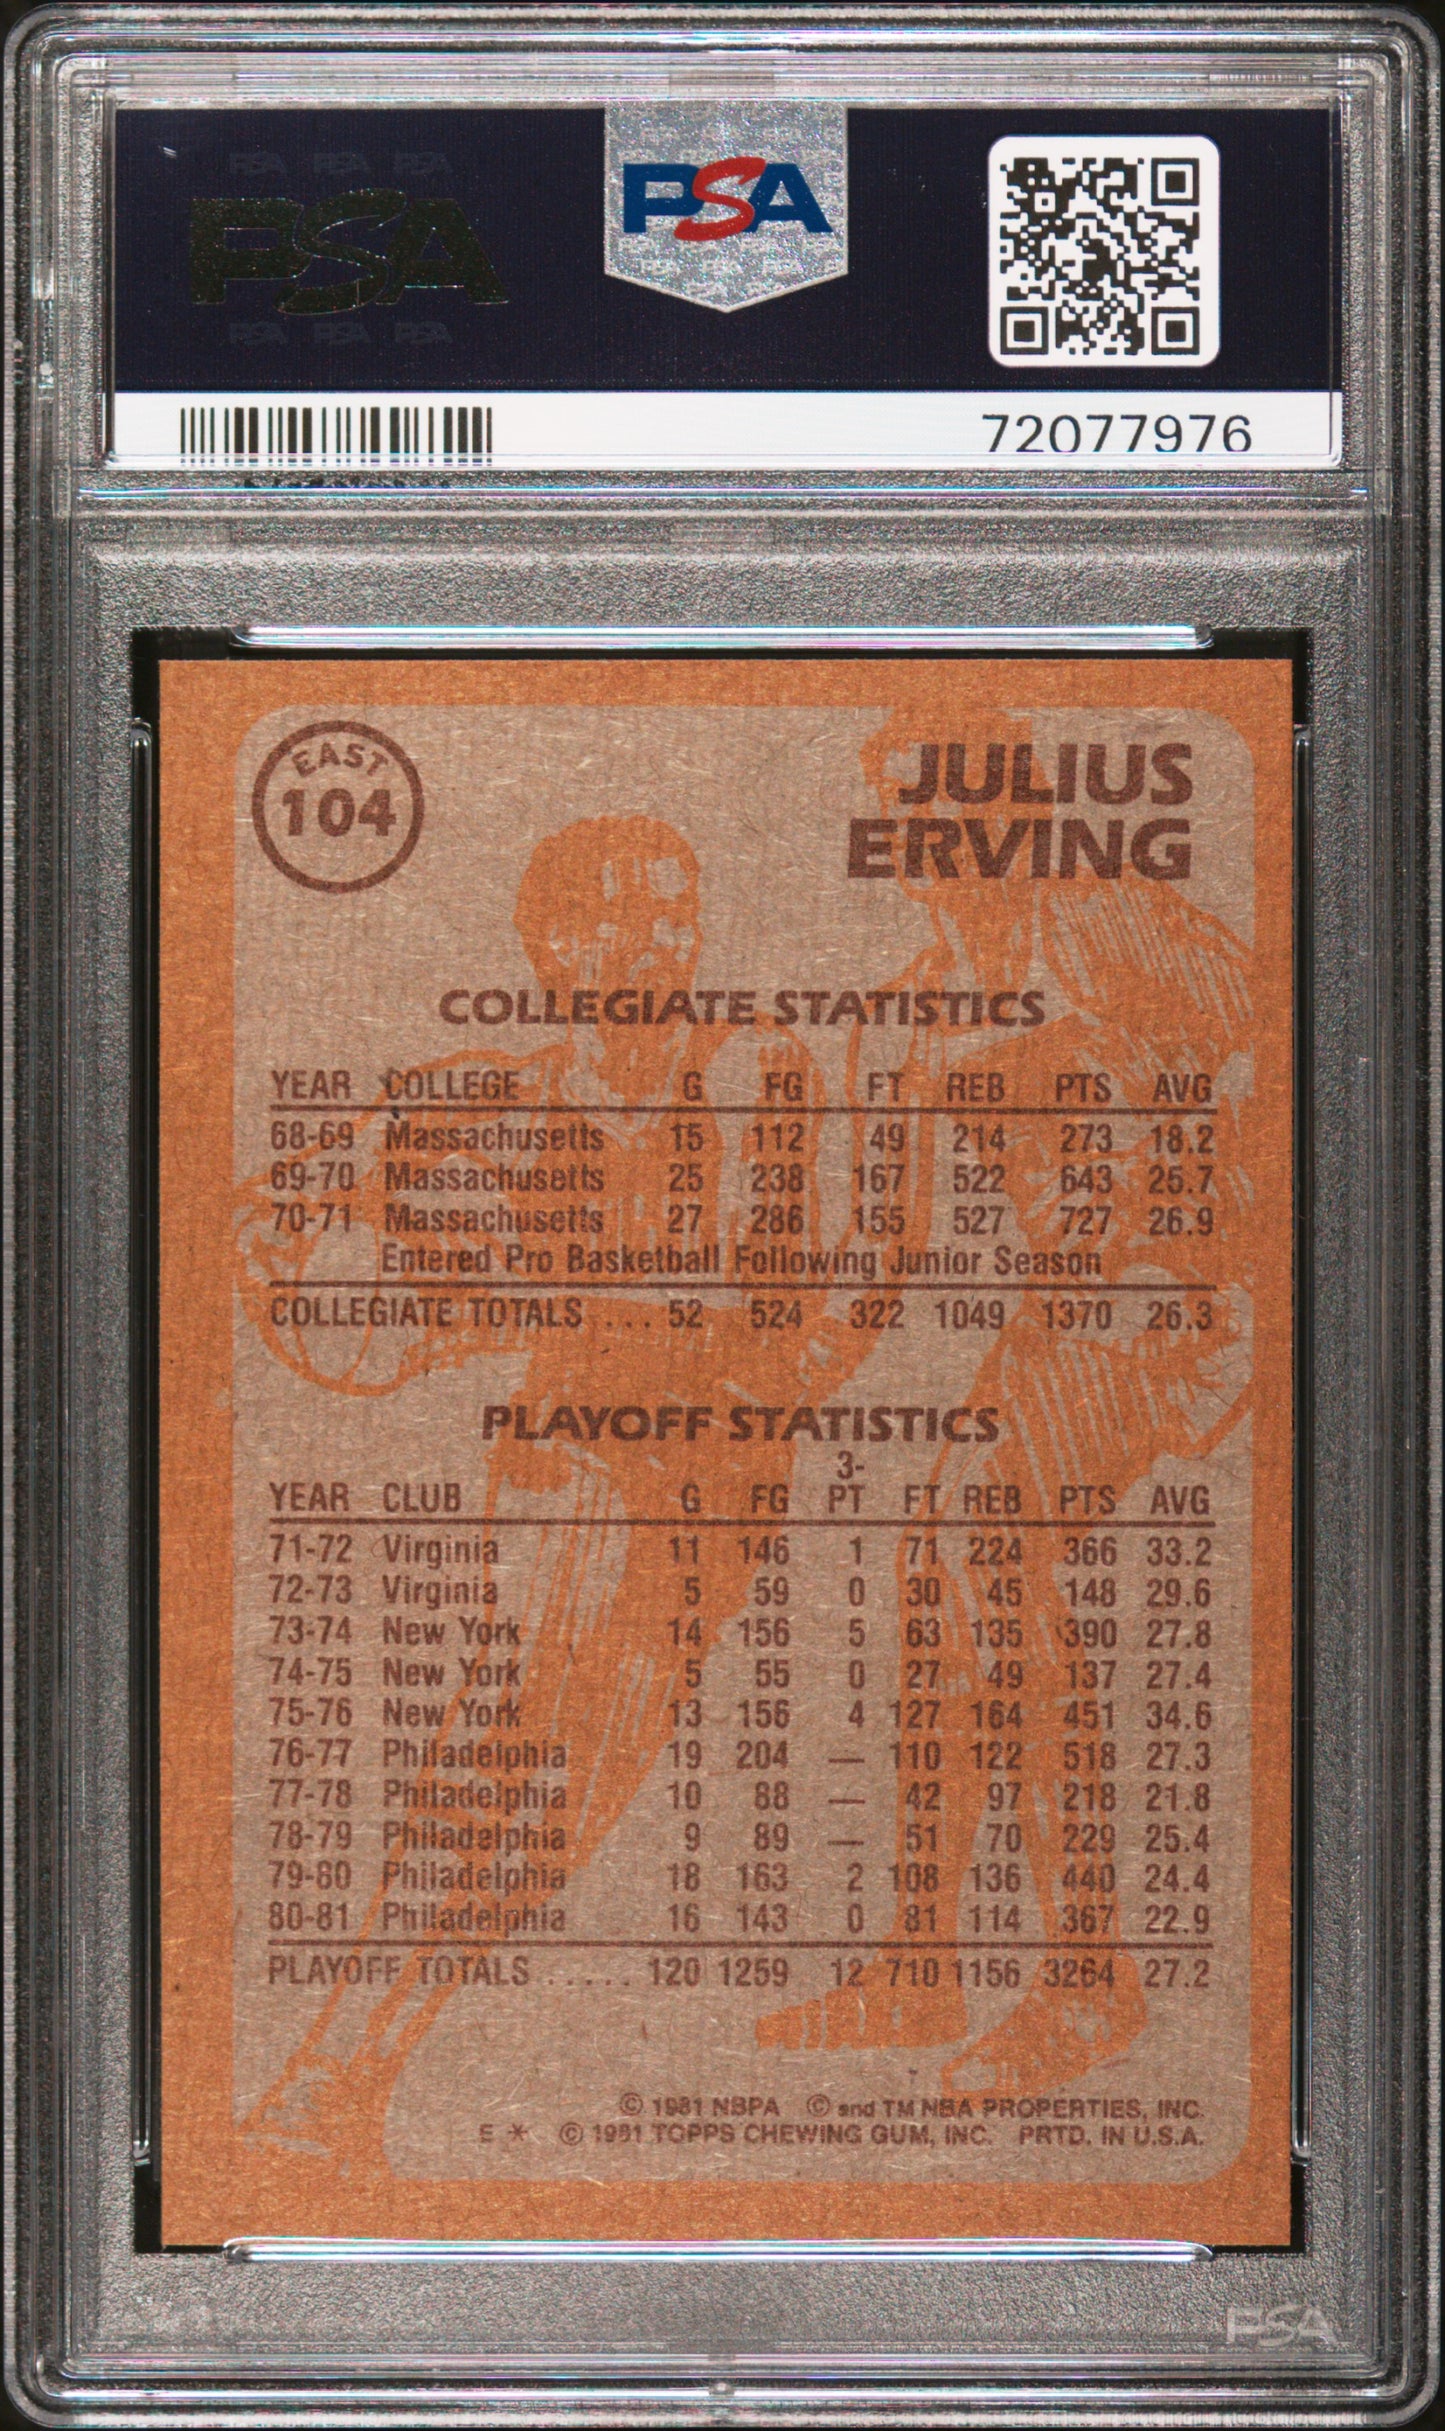 PSA PSA PSA
PSA
PSA PSA PSA
PSA
72077976
EAST
104
JULIUS
ERVING
COLLEGIATE STATISTICS
YEAR COLLEGE G FG FT REB PTS AVG
68-69 Massachusetts 15 112 49 214 273 18.2
69-70 Massachusetts 25 238 167 522 643 25.7
70-71 Massachusetts 27 286 155 527 727 26.9
Entered Pro Basketball Following Junior Season
COLLEGIATE TOTALS .... 52 524 322 1049 1370 26.3
PLAYOFF STATISTICS
3-
YEAR CLUB G FG PT FT REB PTS AVG
71-72 Virginia 11 146 1 71 224 366 33.2
72-73 Virginia 5 59 0 30 45 148 29.6
73-74 New York 14 156 5 63 135 390 27.8
74-75 New York 5 55 0 27 49 137 27.4
75-76 New York 13 156 4 127 164 451 34.6
76-77 Philadelphia 19 204 — 110 122 518 27.3
77-78 Philadelphia 10 88 — 42 97 218 21.8
78-79 Philadelphia 9 89 — 51 70 229 25.4
79-80 Philadelphia 18 163 2 108 136 440 24.4
80-81 Philadelphia 16 143 0 81 114 367 22.9
PLAYOFF TOTALS ..... 120 1259 12 710 1156 3264 27.2
© 1981 NBPA © and TM NBA PROPERTIES, INC.
E * © 1981 TOPPS CHEWING GUM, INC. PRTD. IN U.S.A.
PSA